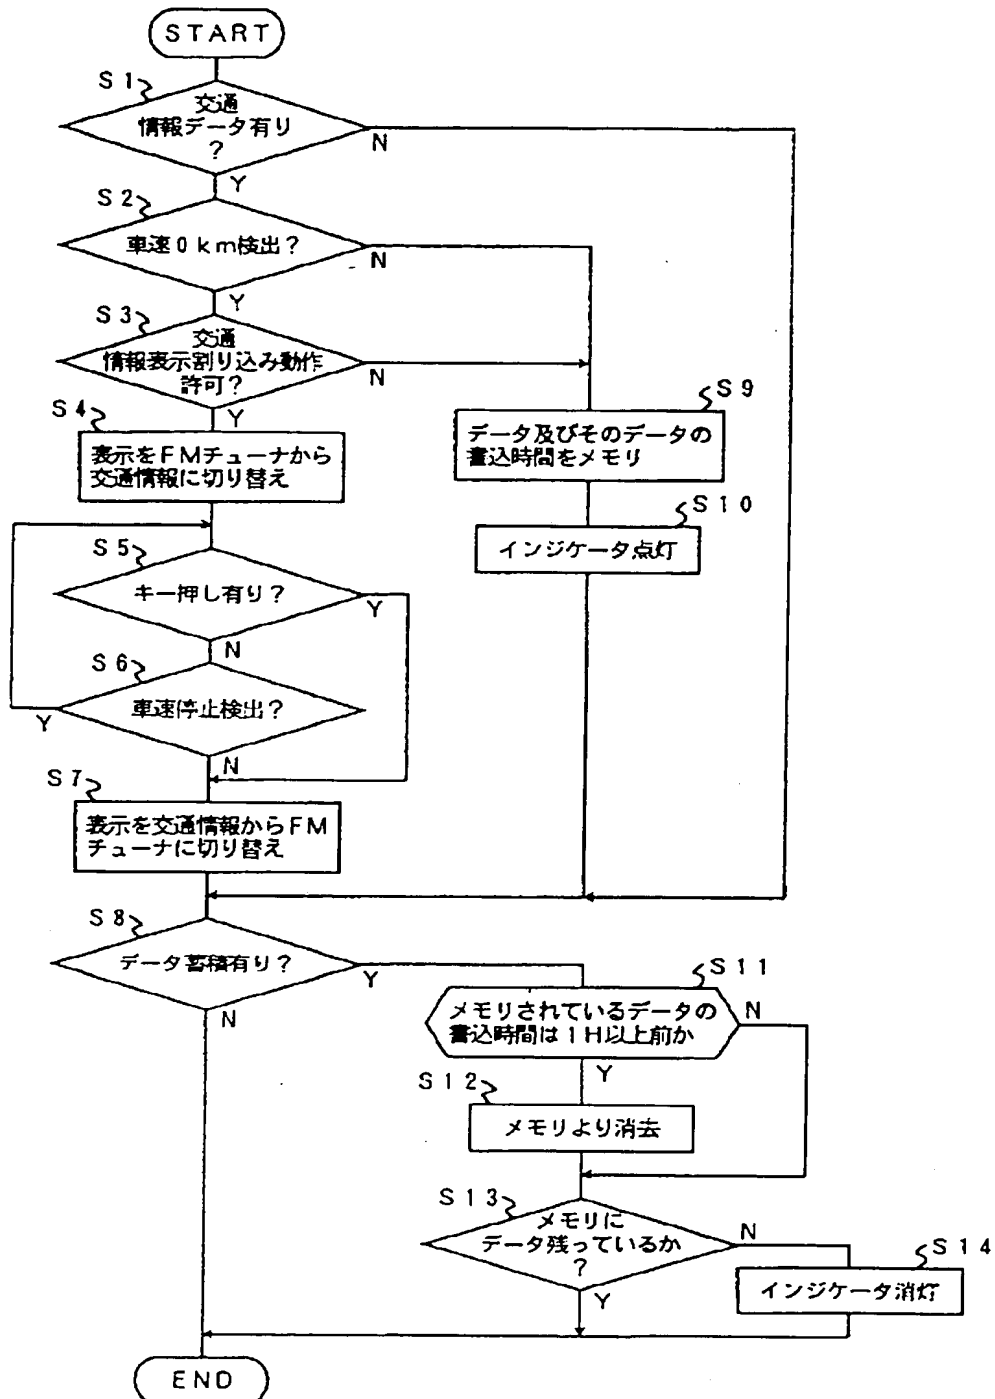 START
S1
交通
情報データ有り
?
N
Y
S2
車速0km検出?
N
Y
S3
交通
情報表示割り込み動作
許可?
N
Y
S4
表示をFMチューナから
交通情報に切り替え
S9
データ及びそのデータの
書込時間をメモリ
S10
インジケータ点灯
S5
キー押し有り?
Y
N
S6
車速停止検出?
Y
N
S7
表示を交通情報からFM
チューナに切り替え
S8
データ蓄積有り?
Y
N
S11
メモリされているデータの
書込時間は1H以上前か
N
Y
S12
メモリより消去
S13
メモリに
データ残っているか
?
N
Y
S14
インジケータ消灯
END